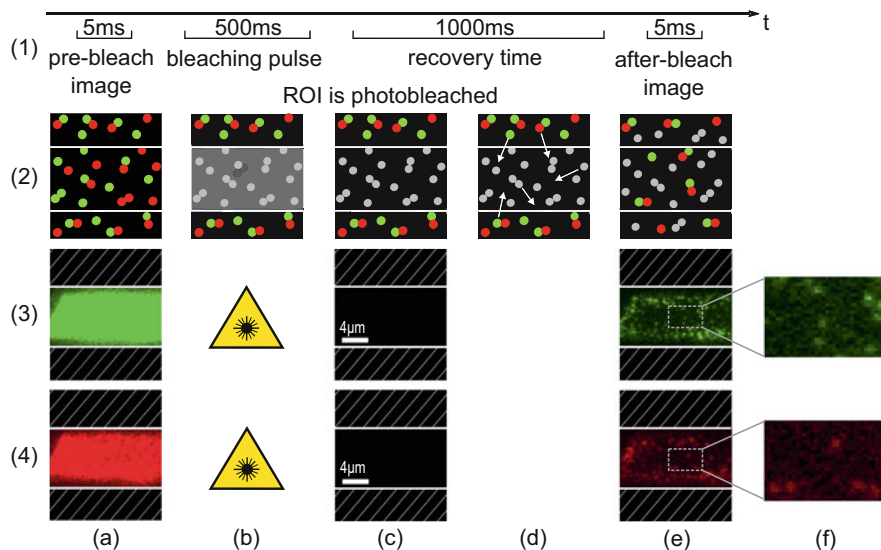 t
5ms 500ms 1000ms 5ms
(1) pre-bleach image bleaching pulse recovery time after-bleach image
ROI is photobleached
(2)
(3) 4µm
(4) 4µm
(a) (b) (c) (d) (e) (f)